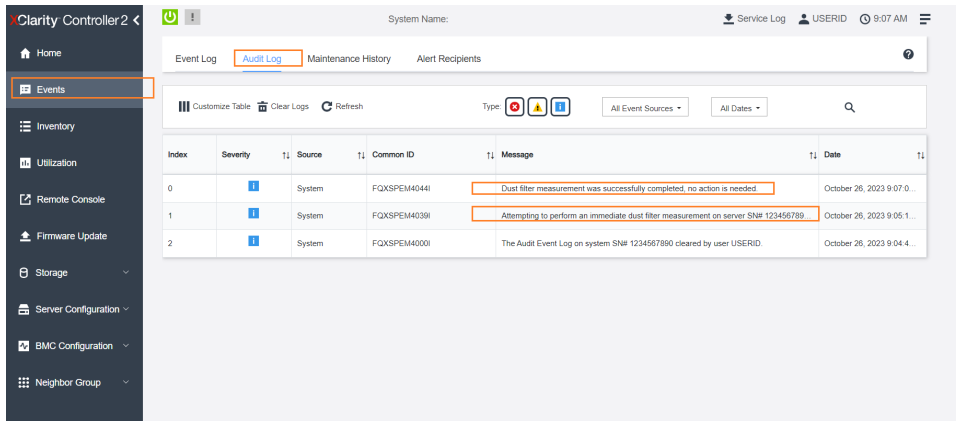 XClarity Controller 2
System Name:
Service Log
USERID
9:07 AM
Home
Events
Inventory
Utilization
Remote Console
Firmware Update
Storage
Server Configuration
BMC Configuration
Neighbor Group
Event Log
Audit Log
Maintenance History
Alert Recipients
Customize Table
Clear Logs
Refresh
Type:
All Event Sources
All Dates
Index Severity Source Common ID Message Date
0 System FQXSPEM4044I Dust filter measurement was successfully completed, no action is needed. October 26, 2023 9:07:0...
1 System FQXSPEM4039I Attempting to perform an immediate dust filter measurement on server SN# 123456789... October 26, 2023 9:05:1...
2 System FQXSPEM4000I The Audit Event Log on system SN# 1234567890 cleared by user USERID. October 26, 2023 9:04:4...